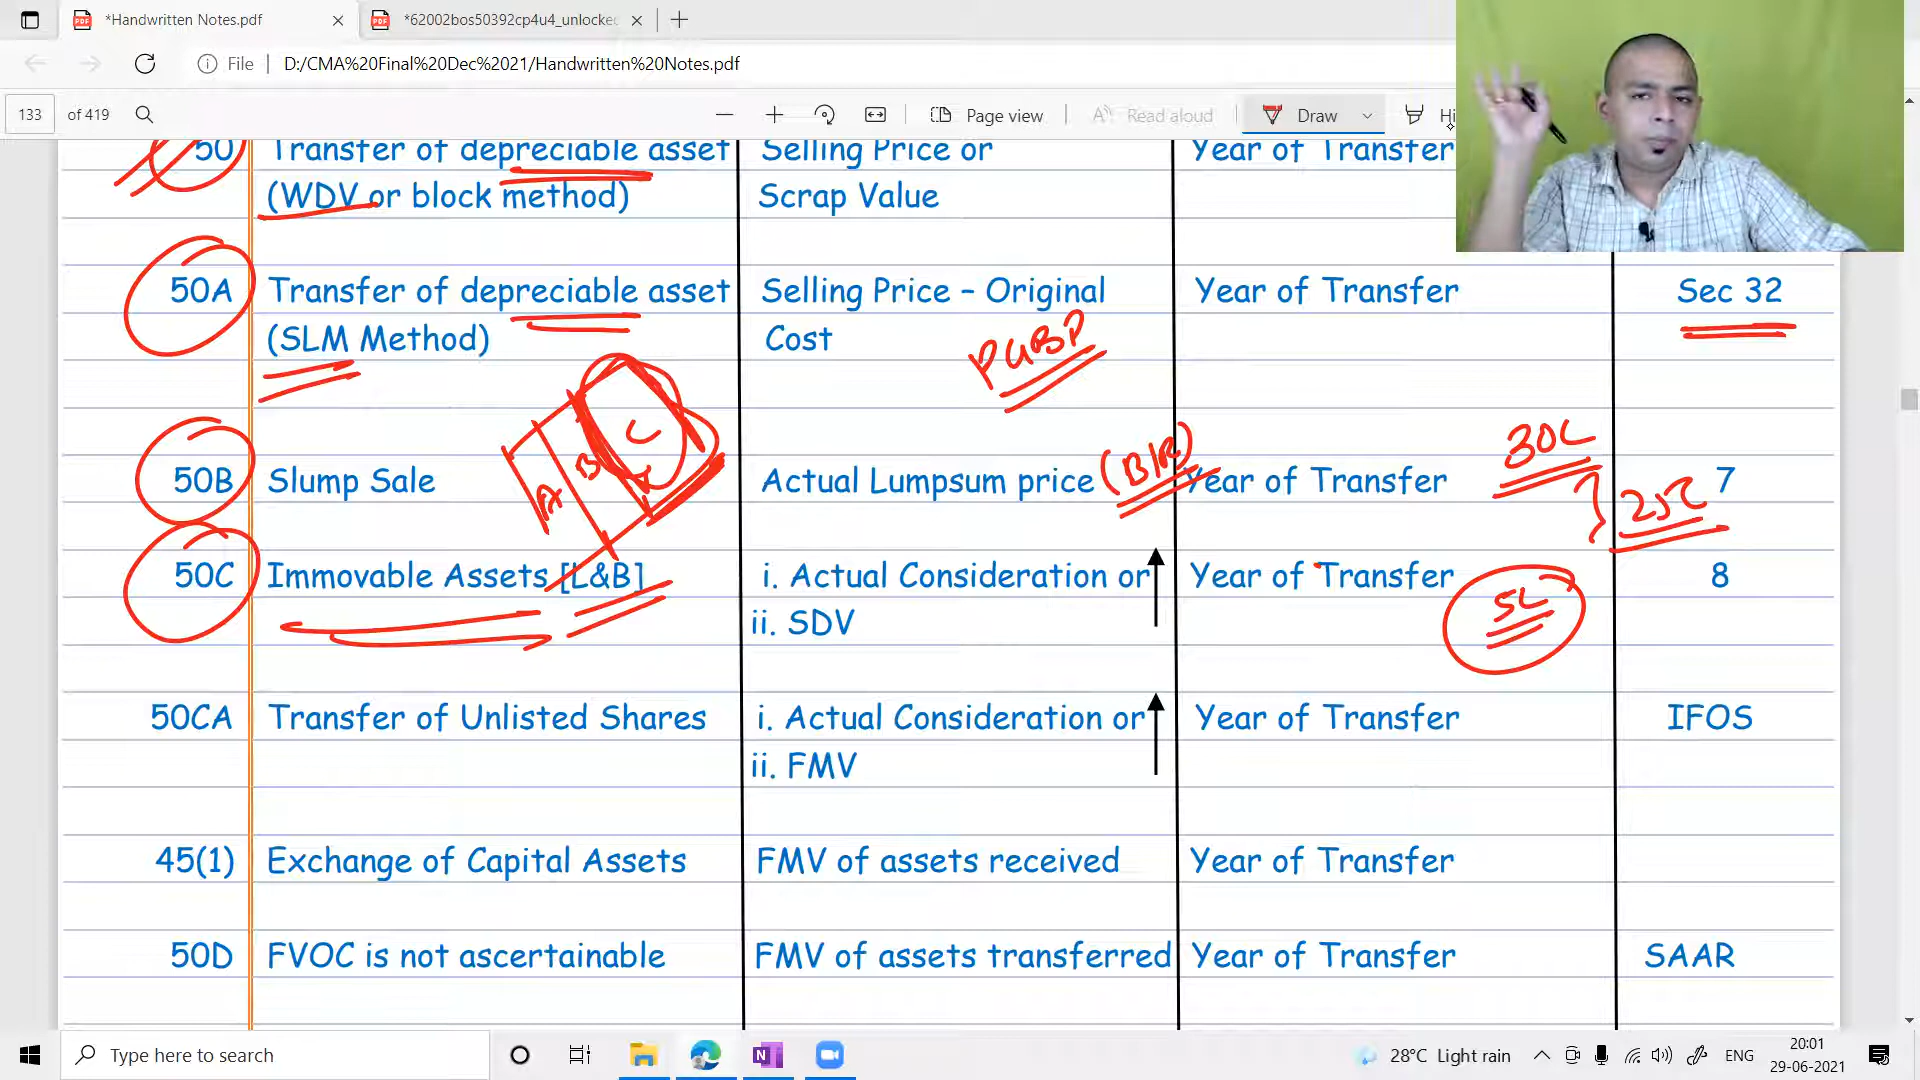 *Handwritten Notes.pdf
*62002bos50392cp4u4_unlocked
File D:/CMA%20Final%20Dec%2021/Handwritten%20Notes.pdf
133 of 419
Page view
Read aloud
Draw
Hi
50 Transfer of depreciable asset Selling Price or Year of Transfer
(WDV or block method) Scrap Value
50A Transfer of depreciable asset Selling Price – Original Year of Transfer Sec 32
(SLM Method) Cost
PGBP
A B C
30L
50B Slump Sale Actual Lumpsum price Year of Transfer 7
25L
50C Immovable Assets [L&B] i. Actual Consideration or Year of Transfer 8
ii. SDV
5L
50CA Transfer of Unlisted Shares i. Actual Consideration or Year of Transfer IFOS
ii. FMV
45(1) Exchange of Capital Assets FMV of assets received Year of Transfer
50D FVOC is not ascertainable FMV of assets transferred Year of Transfer SAAR
Type here to search
28°C Light rain
ENG
20:01
29-06-2021